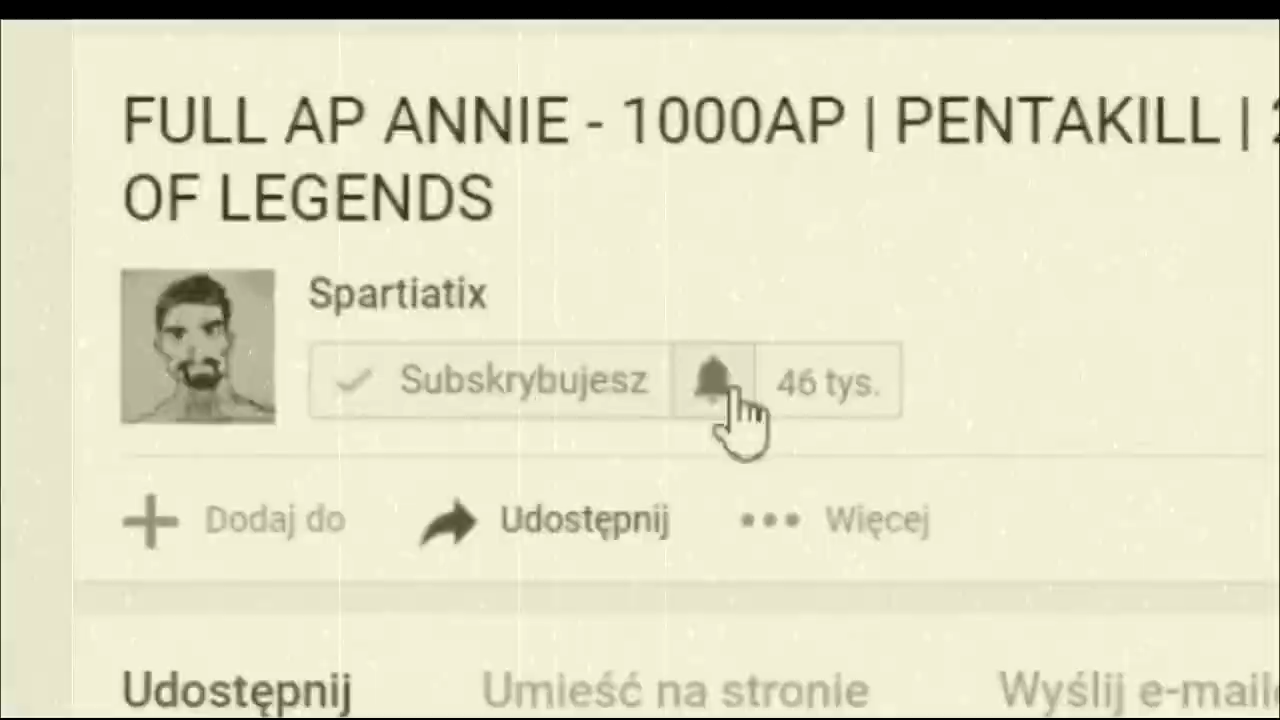 FULL AP ANNIE - 1000AP | PENTAKILL |
OF LEGENDS
Spartiatix
Subskrybujesz 46 tys.
Dodaj do Udostępnij Więcej
Udostępnij Umieść na stronie Wyślij e-mail